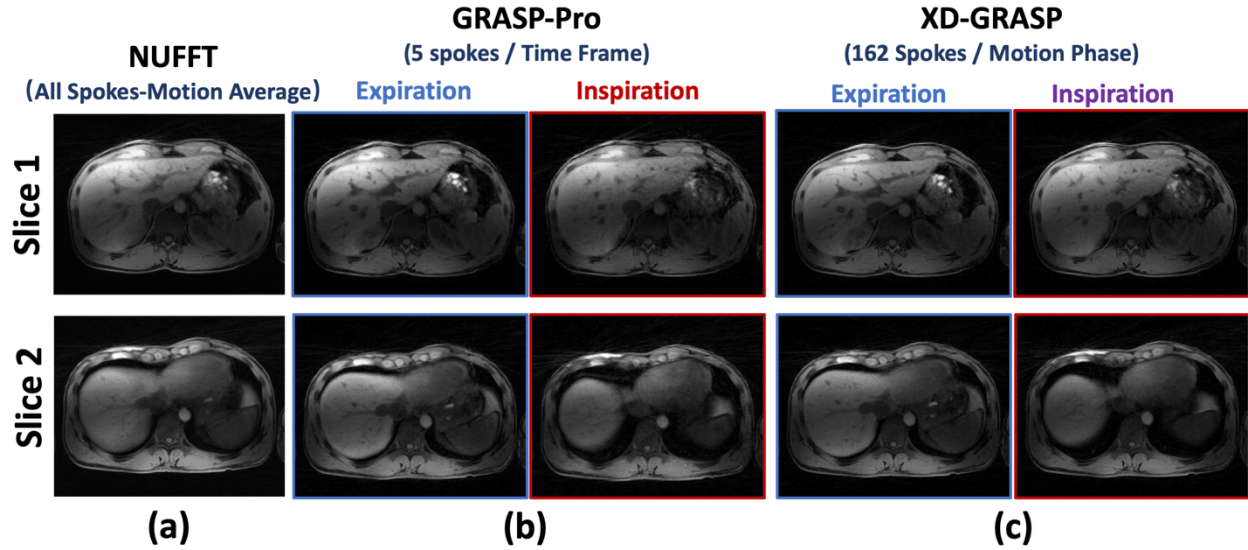 NUFFT
(All Spokes-Motion Average)
GRASP-Pro
(5 spokes / Time Frame)
Expiration
Inspiration
XD-GRASP
(162 Spokes / Motion Phase)
Expiration
Inspiration
Slice 1
Slice 2
(a)
(b)
(c)